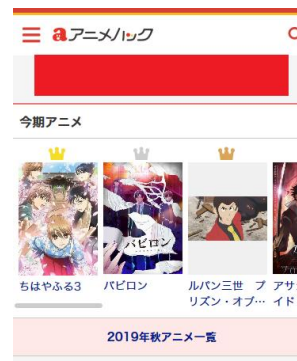 aアニメハック
今期アニメ
バビロン
ちはやふる3
バビロン
ルパン三世 プ
リズン・オブ…
アサ
イド
2019年秋アニメ一覧